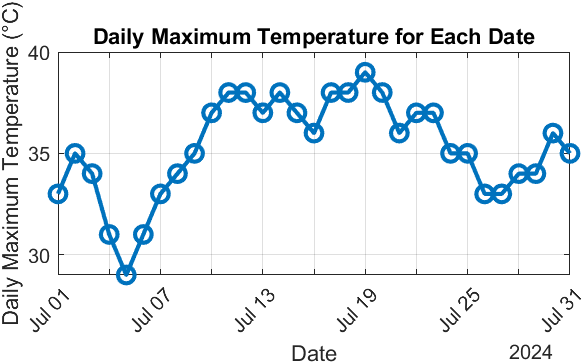 Daily Maximum Temperature for Each Date
Daily Maximum Temperature (°C)
40
35
30
Jul 01
Jul 07
Jul 13
Jul 19
Jul 25
Jul 31
Date
2024